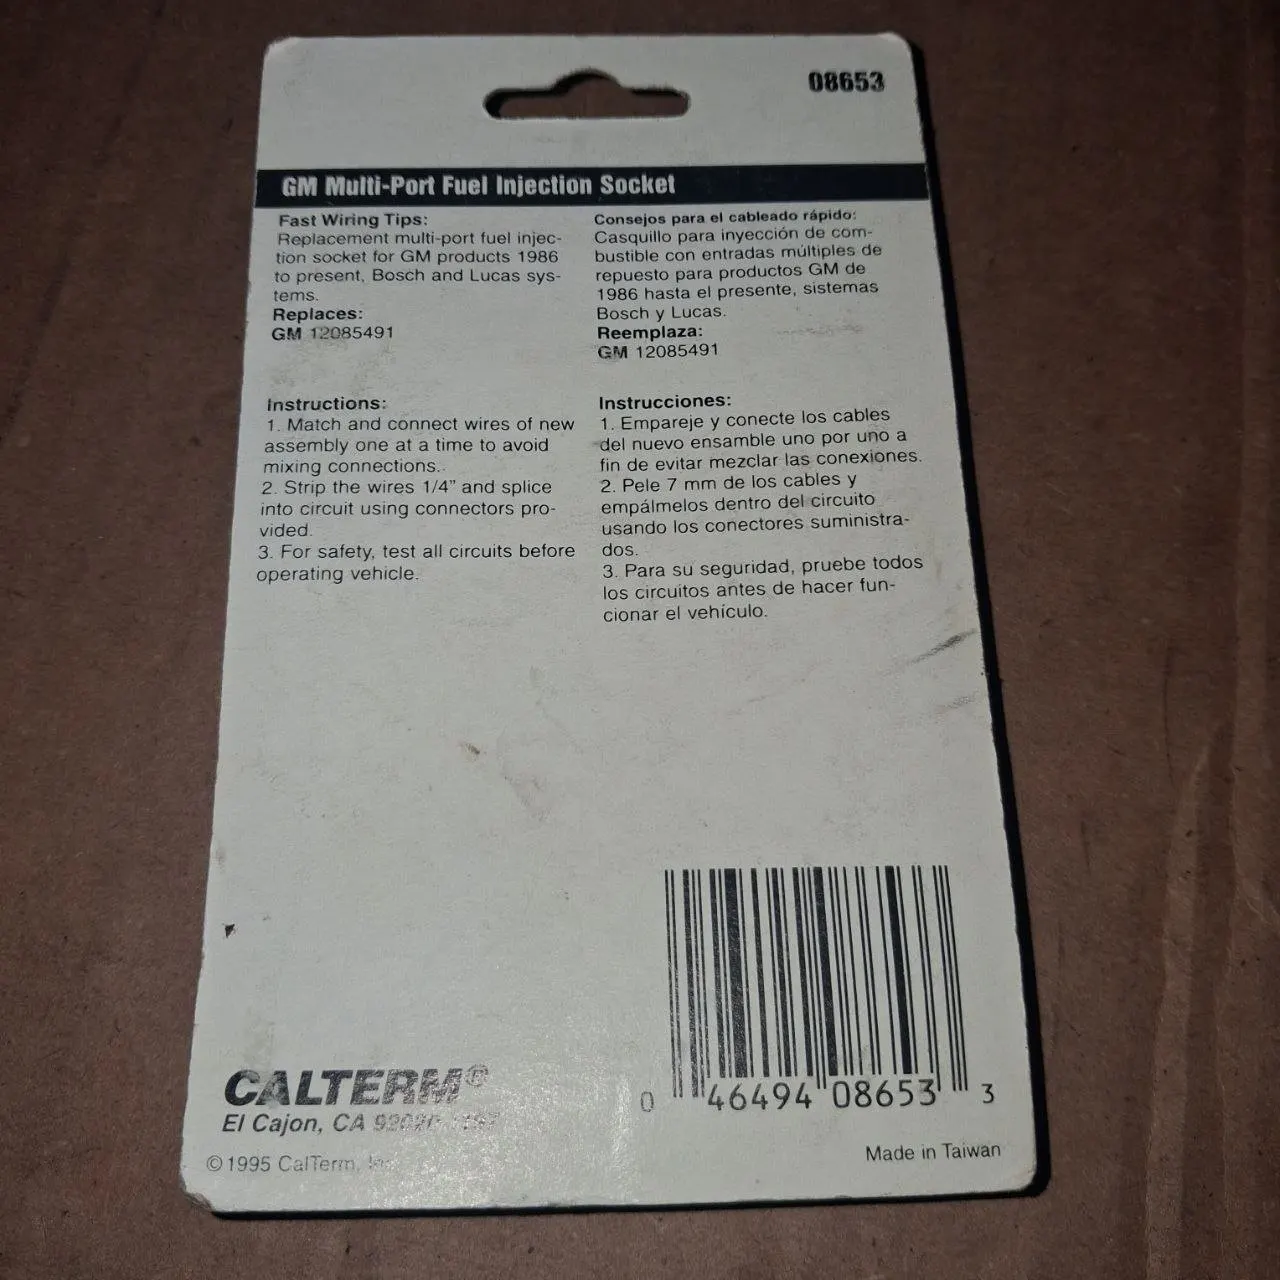 08653
GM Multi-Port Fuel Injection Socket
Fast Wiring Tips:
Replacement multi-port fuel injec-
tion socket for GM products 1986
to present, Bosch and Lucas sys-
tems.
Replaces:
GM 12085491
Instructions:
1. Match and connect wires of new
assembly one at a time to avoid
mixing connections.
2. Strip the wires 1/4" and splice
into circuit using connectors pro-
vided.
3. For safety, test all circuits before
operating vehicle.
Consejos para el cableado rápido:
Casquillo para inyección de com-
bustible con entradas múltiples de
repuesto para productos GM de
1986 hasta el presente, sistemas
Bosch y Lucas.
Reemplaza:
GM 12085491
Instrucciones:
1. Empareje y conecte los cables
del nuevo ensamble uno por uno a
fin de evitar mezclar las conexiones.
2. Pele 7 mm de los cables y
empálmelos dentro del circuito
usando los conectores suministra-
dos.
3. Para su seguridad, pruebe todos
los circuitos antes de hacer fun-
cionar el vehículo.
CALTERM®
El Cajon, CA
©1995 CalTerm,
0 46494 08653 3
Made in Taiwan